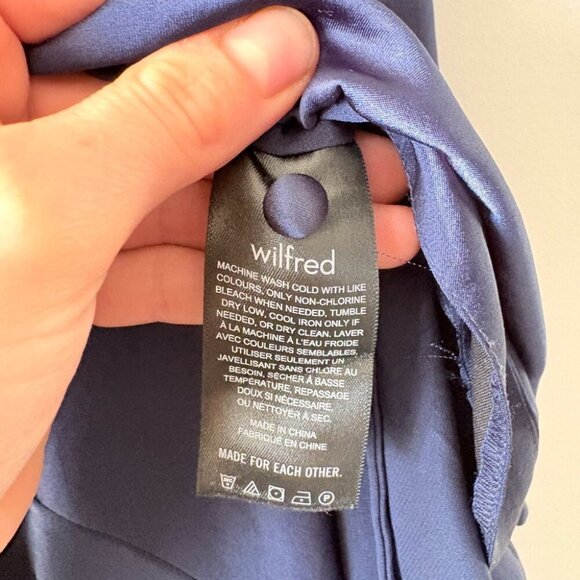 wilfred
MACHINE WASH COLD WITH LIKE
COLOURS, ONLY NON-CHLORINE
BLEACH WHEN NEEDED, TUMBLE
DRY LOW, COOL IRON ONLY IF
NEEDED, OR DRY CLEAN. LAVER
À LA MACHINE À L'EAU FROIDE
AVEC COULEURS SEMBLABLES,
UTILISER SEULEMENT UN
JAVELLISANT SANS CHLORE AU
BESOIN, SÉCHER À BASSE
TEMPÉRATURE, REPASSAGE
DOUX SI NÉCESSAIRE,
OU NETTOYER À SEC.
MADE IN CHINA
FABRIQUÉ EN CHINE
MADE FOR EACH OTHER.
P